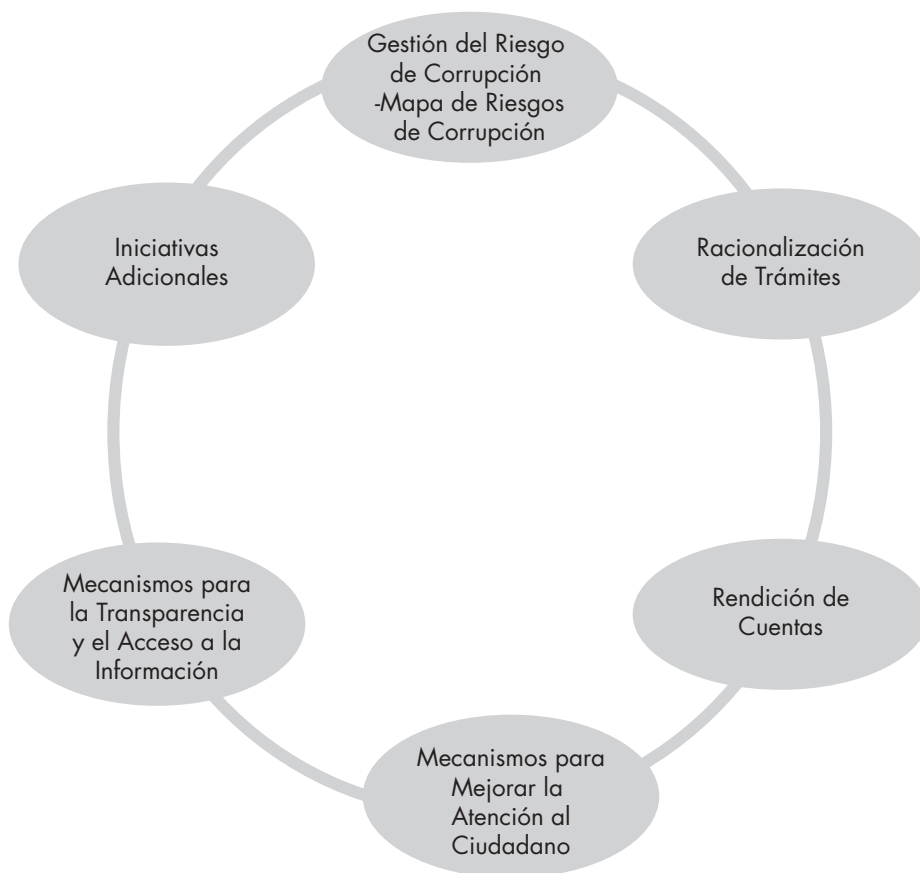 Gestión del Riesgo
de Corrupción
-Mapa de Riesgos
de Corrupción
Racionalización
de Trámites
Rendición de
Cuentas
Mecanismos para
Mejorar la
Atención al
Ciudadano
Mecanismos para
la Transparencia
y el Acceso a la
Información
Iniciativas
Adicionales